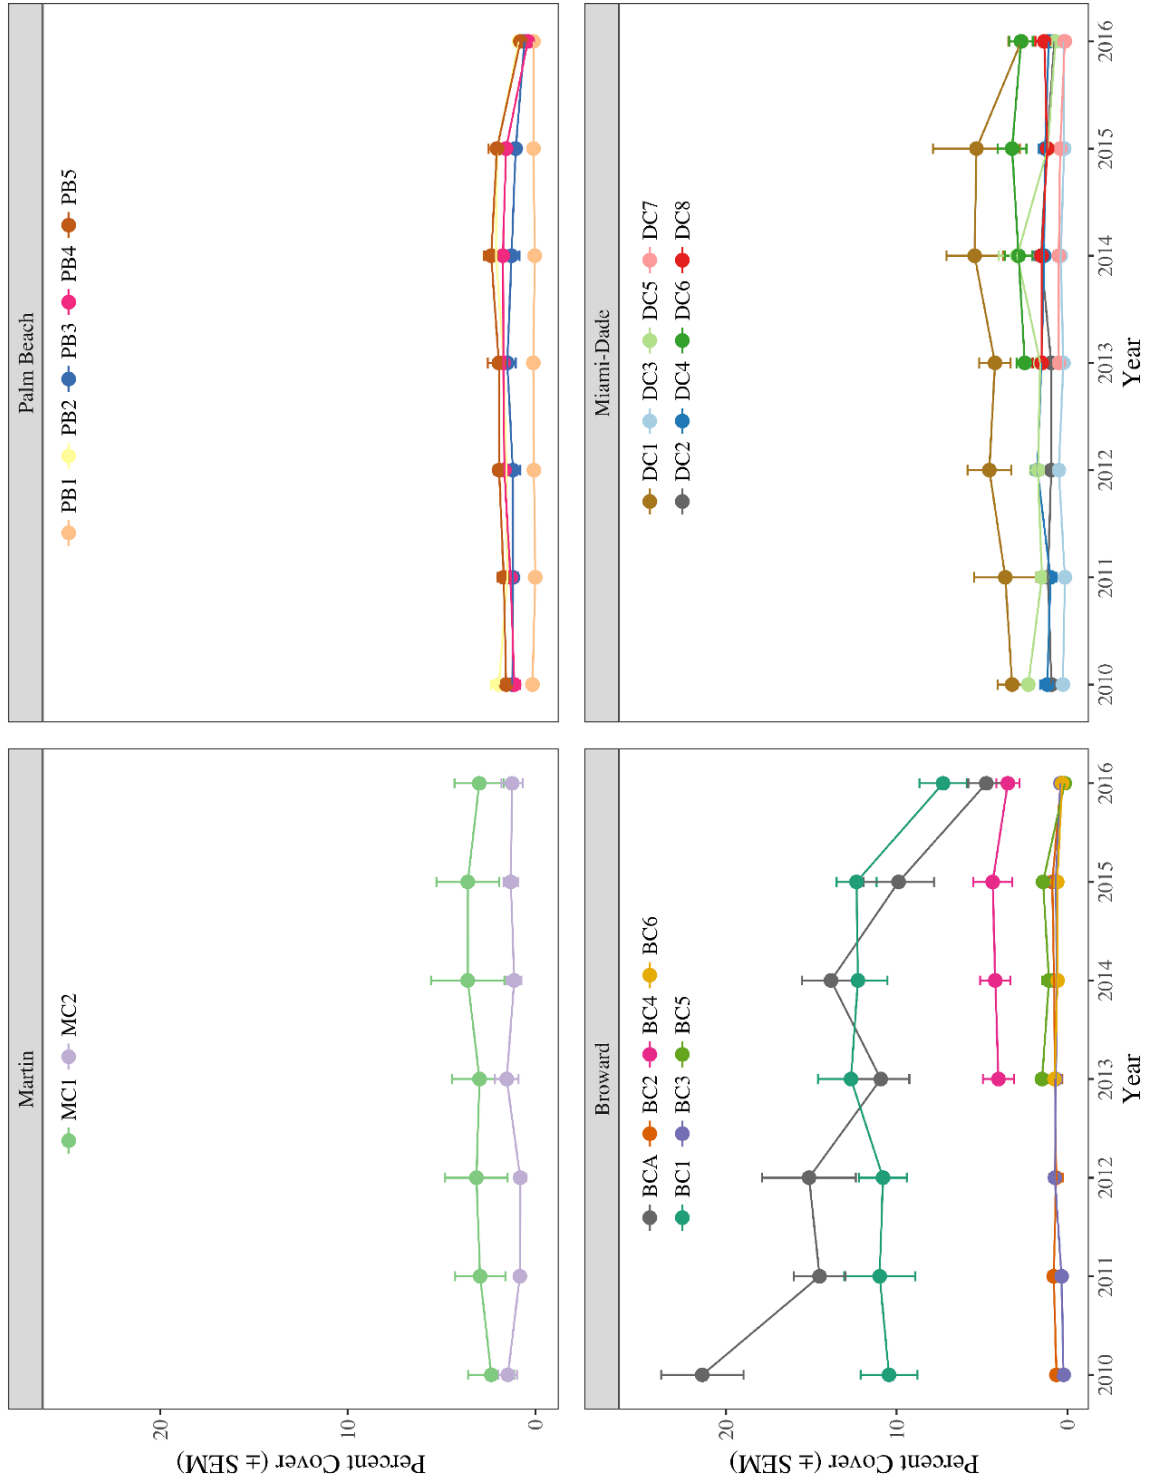 Martin
MC1 MC2
Percent Cover (± SEM)
20
10
0
Palm Beach
PB1 PB2 PB3 PB4 PB5
Broward
BCA BC2 BC4 BC6
BC1 BC3 BC5
Percent Cover (± SEM)
20
10
0
2010 2011 2012 2013 2014 2015 2016
Year
Miami-Dade
DC1 DC3 DC5 DC7
DC2 DC4 DC6 DC8
2010 2011 2012 2013 2014 2015 2016
Year